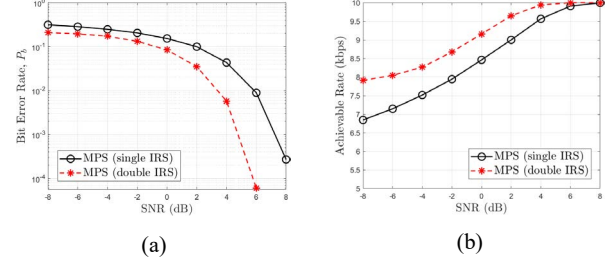 10^0
10^-1
10^-2
10^-3
10^-4
Bit Error Rate, P_b
MPS (single IRS)
MPS (double IRS)
-8 -6 -4 -2 0 2 4 6 8
SNR (dB)
(a)
10
9.5
9
8.5
8
7.5
7
6.5
6
5.5
5
Achievable Rate (kbps)
MPS (single IRS)
MPS (double IRS)
-8 -6 -4 -2 0 2 4 6 8
SNR (dB)
(b)